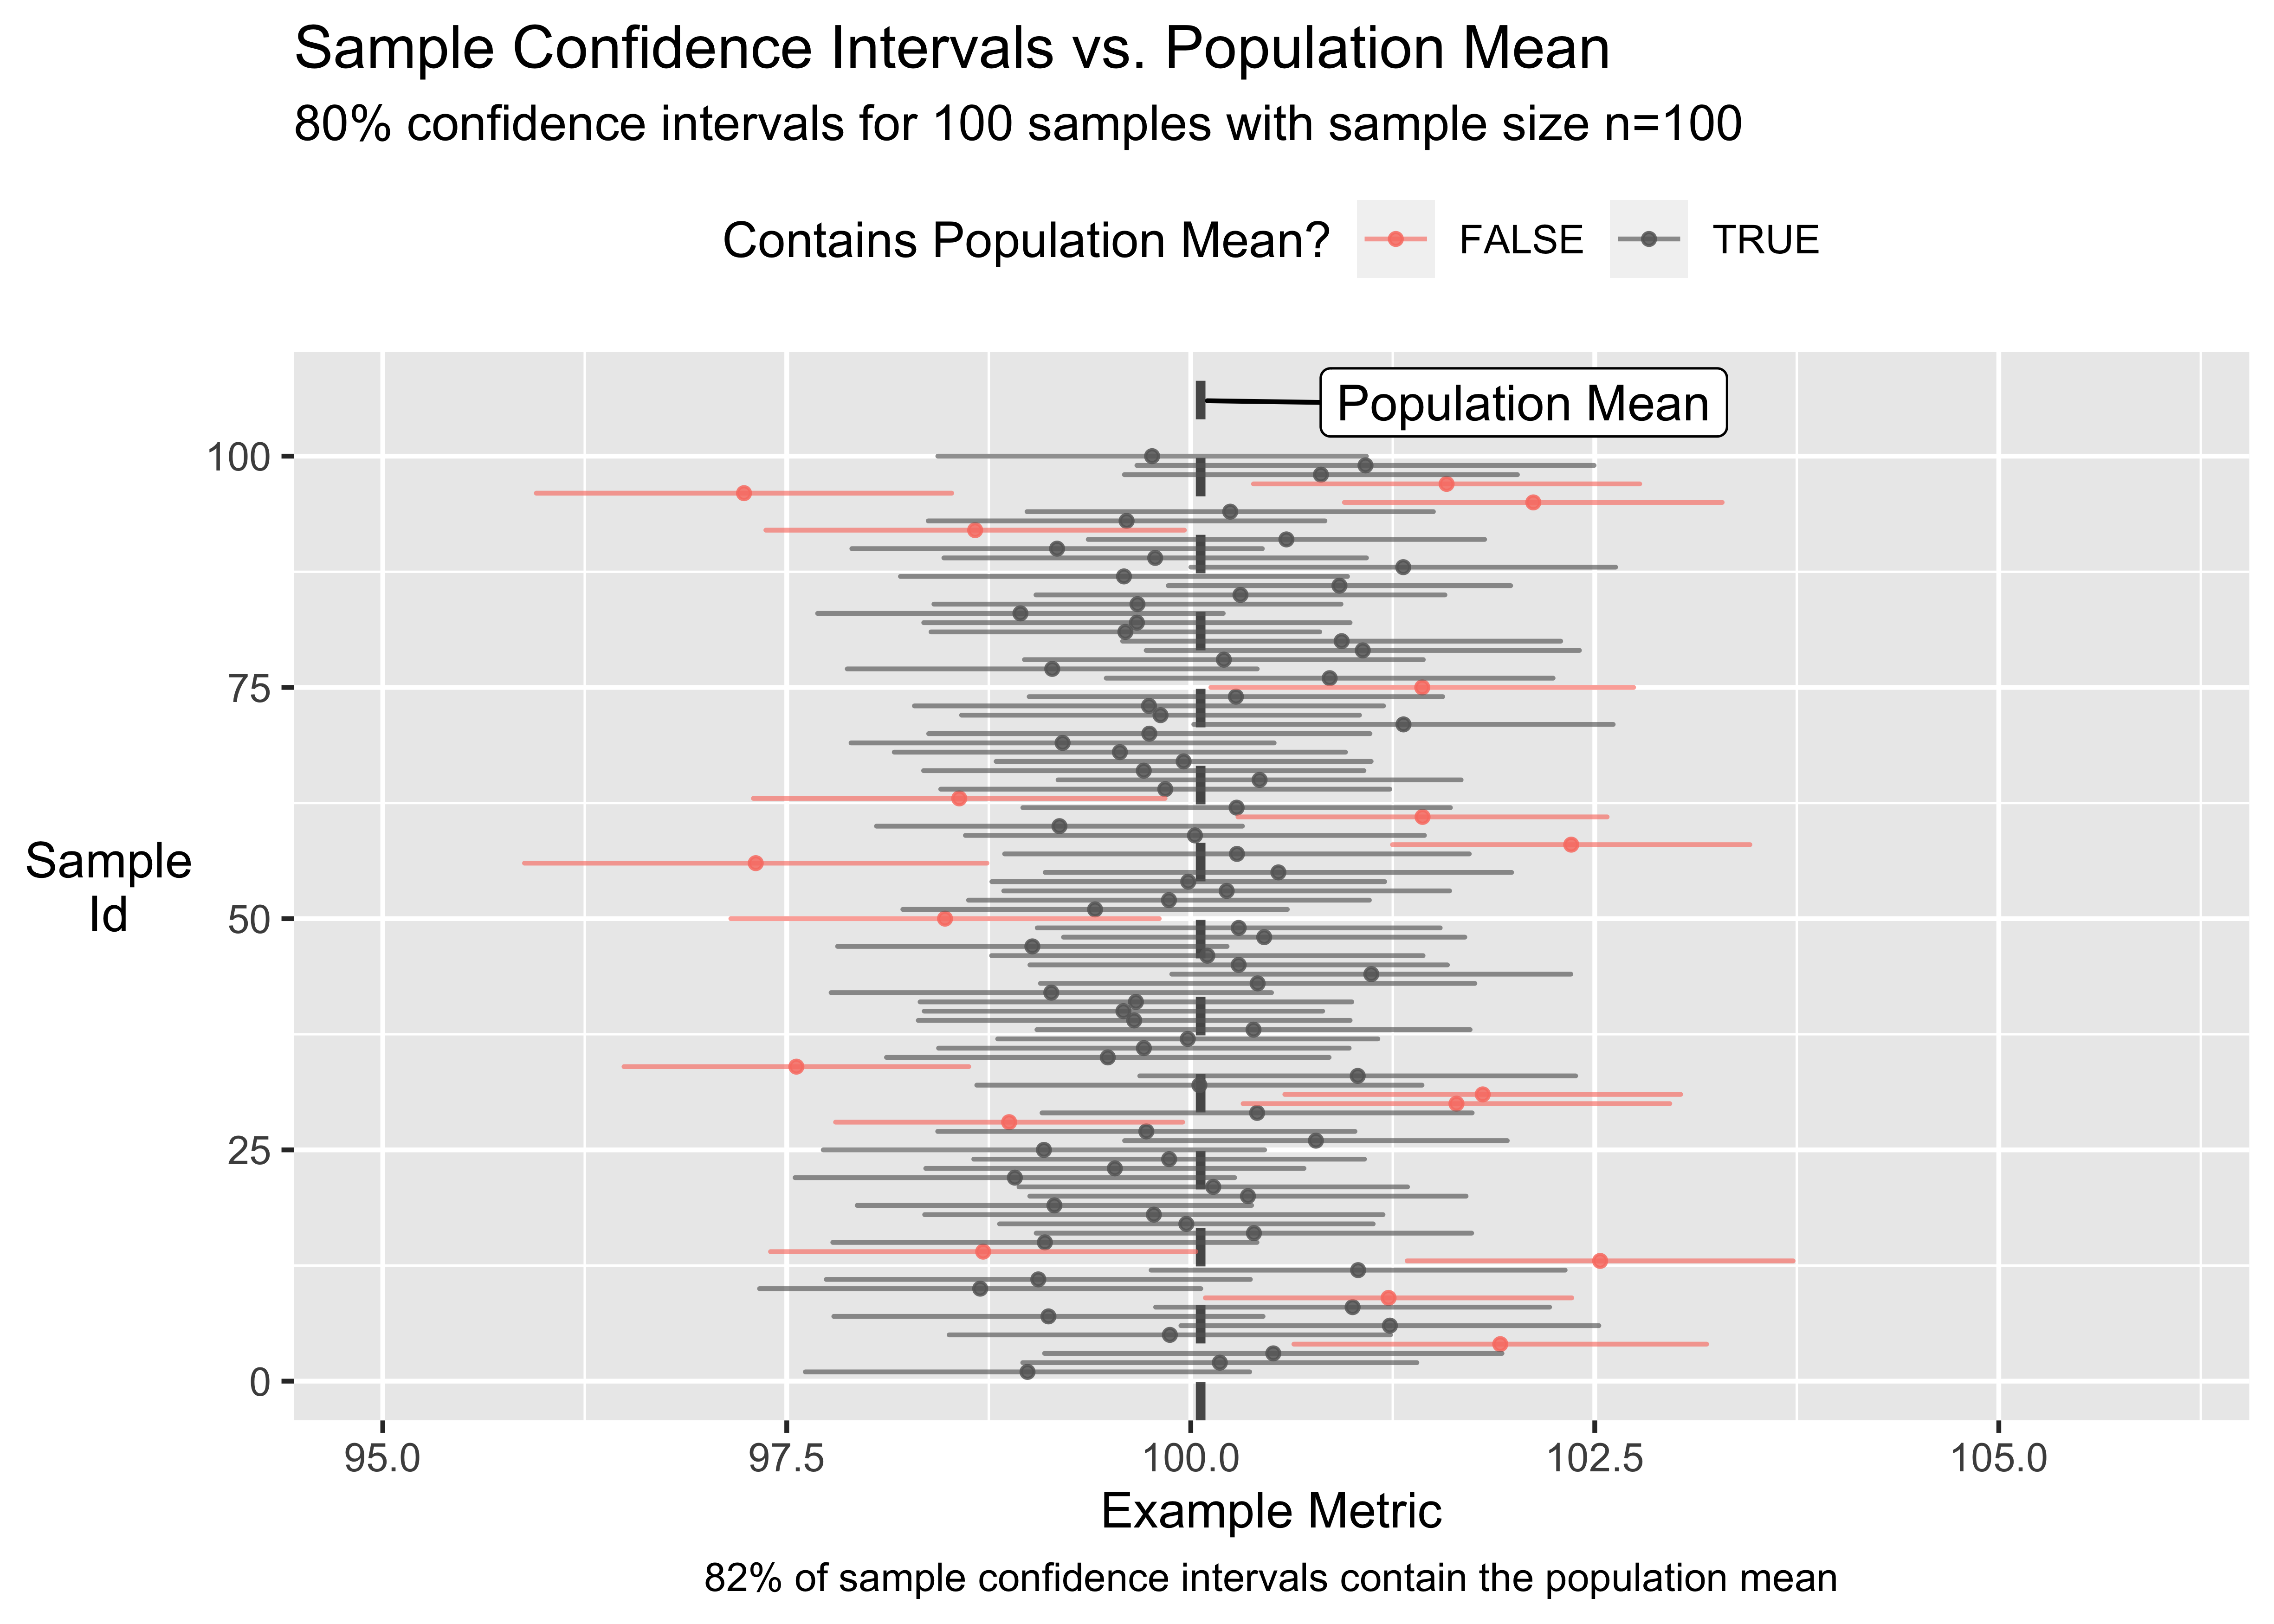 Sample Confidence Intervals vs. Population Mean
80% confidence intervals for 100 samples with sample size n=100
Contains Population Mean? FALSE TRUE
Population Mean
100
75
50
25
0
Sample
Id
95.0 97.5 100.0 102.5 105.0
Example Metric
82% of sample confidence intervals contain the population mean